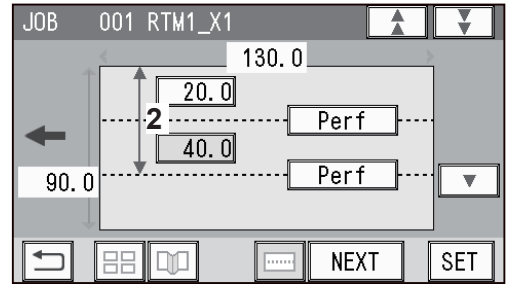 JOB 001 RTM1_X1
130.0
20.0
2 Perf
40.0
Perf
90.0
NEXT SET